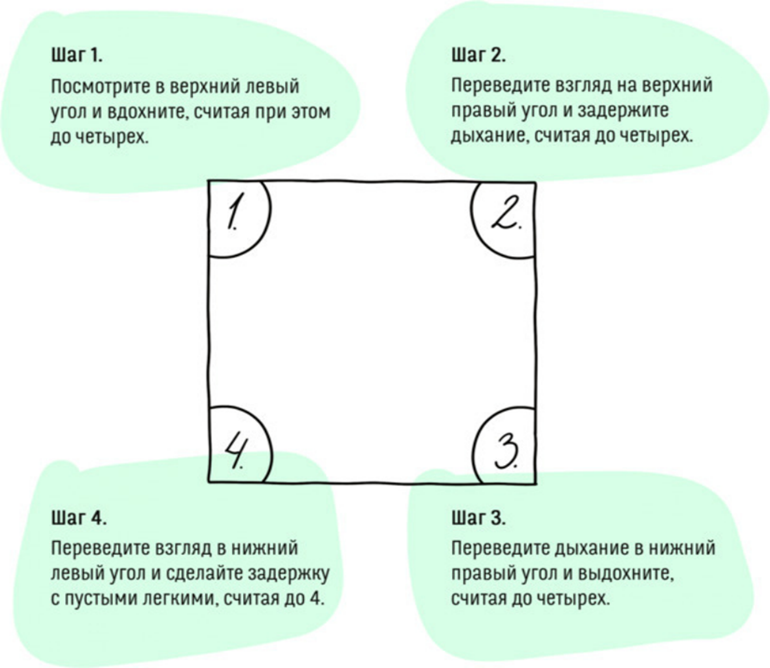 Шаг 1.
Посмотрите в верхний левый
угол и вдохните, считая при этом
до четырех.
Шаг 2.
Переведите взгляд на верхний
правый угол и задержите
дыхание, считая до четырех.
1.
2.
4.
3.
Шаг 4.
Переведите взгляд в нижний
левый угол и сделайте задержку
с пустыми легкими, считая до 4.
Шаг 3.
Переведите дыхание в нижний
правый угол и выдохните,
считая до четырех.